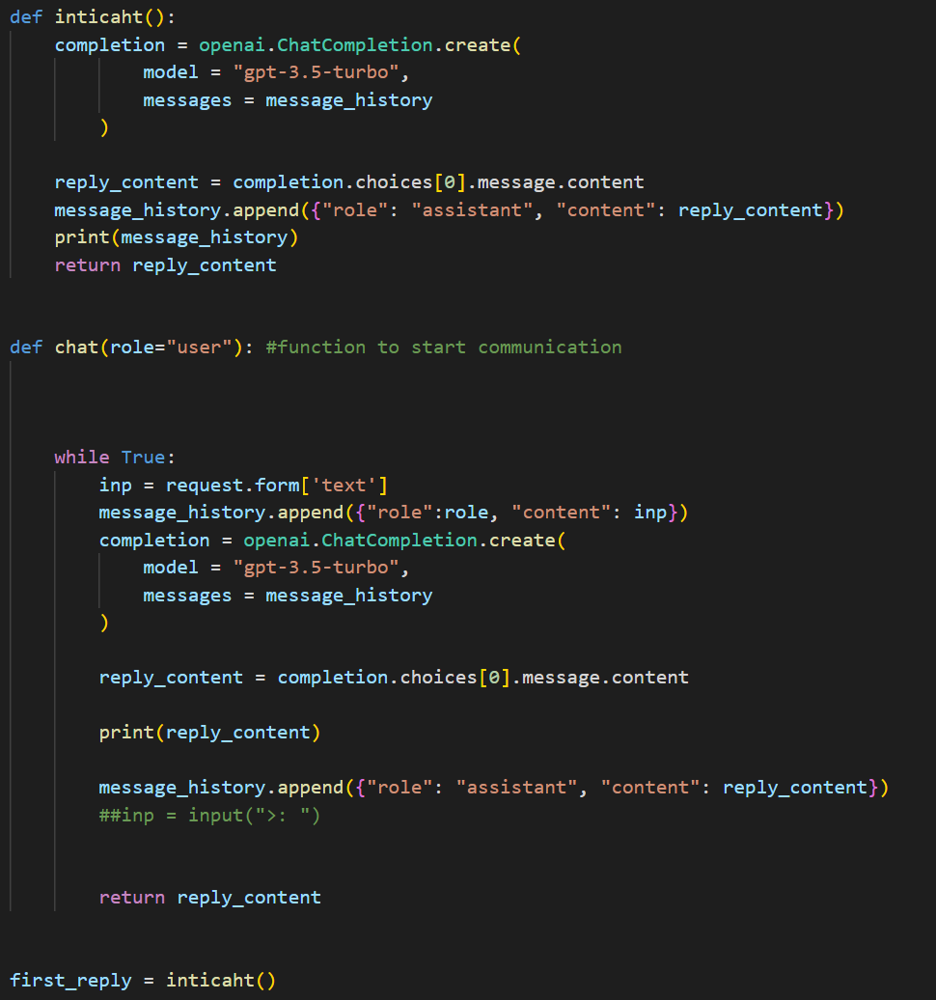 def inticaht():
    completion = openai.ChatCompletion.create(
            model = "gpt-3.5-turbo",
            messages = message_history
        )
    reply_content = completion.choices[0].message.content
    message_history.append({"role": "assistant", "content": reply_content})
    print(message_history)
    return reply_content
def chat(role="user"): #function to start communication
    while True:
        inp = request.form['text']
        message_history.append({"role":role, "content": inp})
        completion = openai.ChatCompletion.create(
            model = "gpt-3.5-turbo",
            messages = message_history
        )
        reply_content = completion.choices[0].message.content
        print(reply_content)
        message_history.append({"role": "assistant", "content": reply_content})
        ##inp = input(">: ")
        return reply_content
first_reply = inticaht()